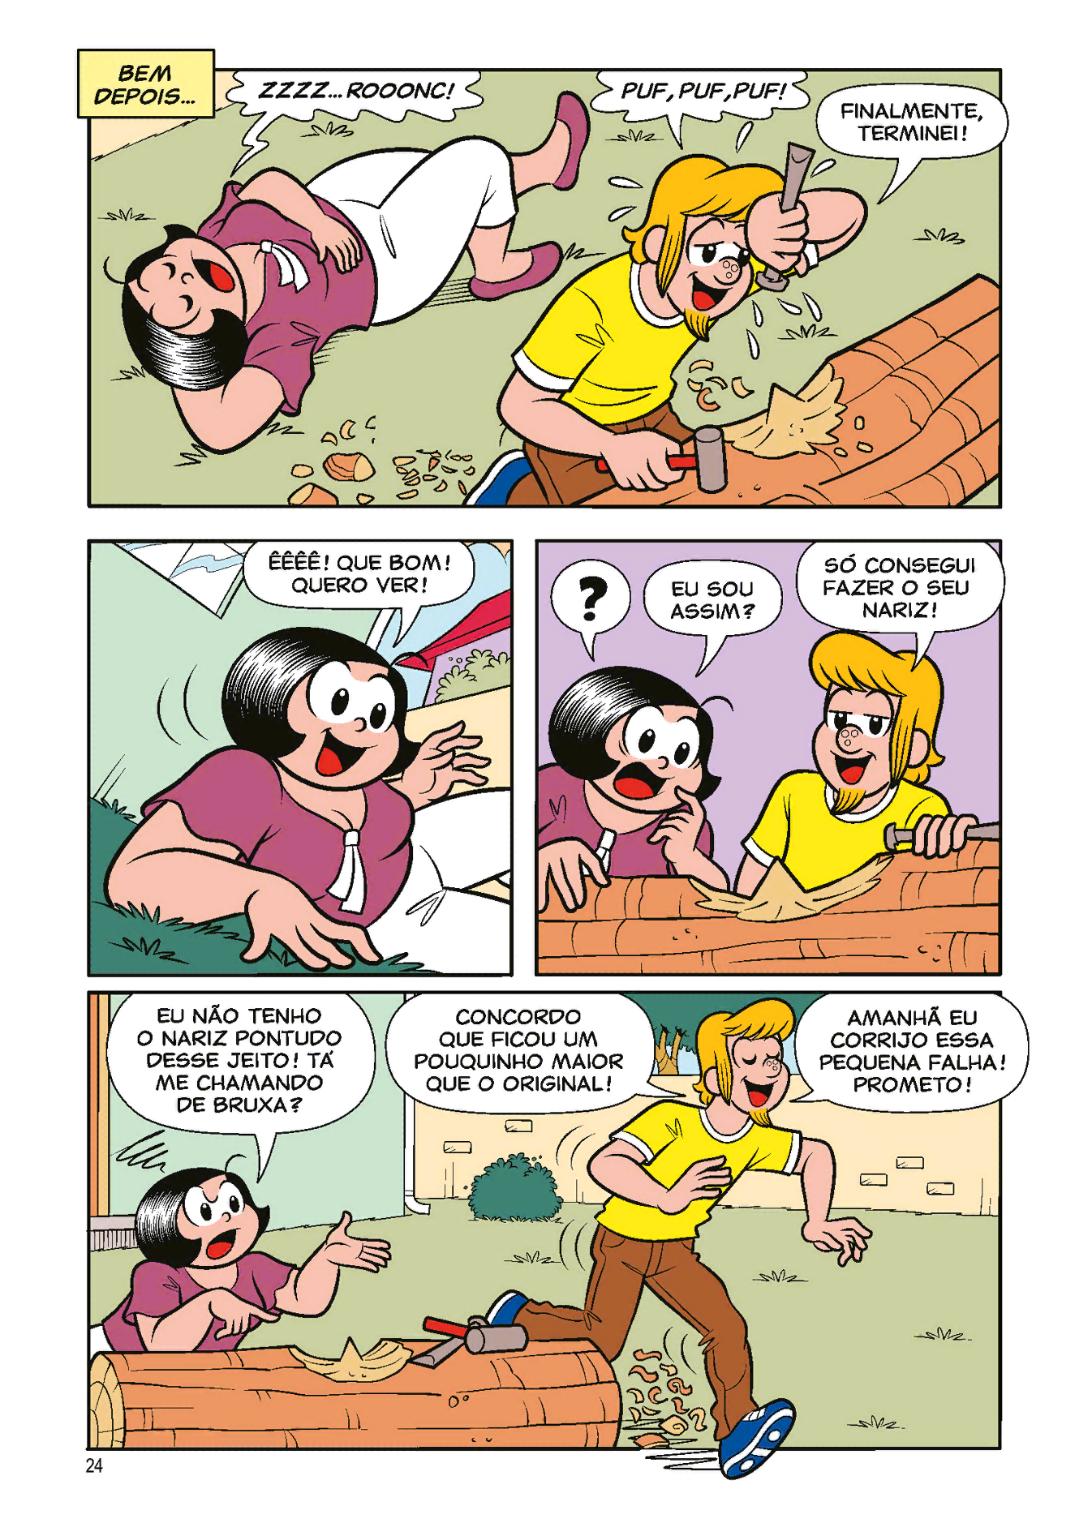 BEM
DEPOIS...
ZZZZ...ROOONC!
PUF, PUF, PUF!
FINALMENTE,
TERMINEI!
ÊÊÊÊ! QUE BOM!
QUERO VER!
?
EU SOU
ASSIM?
SÓ CONSEGUI
FAZER O SEU
NARIZ!
EU NÃO TENHO
O NARIZ PONTUDO
DESSE JEITO! TÁ
ME CHAMANDO
DE BRUXA?
CONCORDO
QUE FICOU UM
POUQUINHO MAIOR
QUE O ORIGINAL!
AMANHÃ EU
CORRIJO ESSA
PEQUENA FALHA!
PROMETO!
24